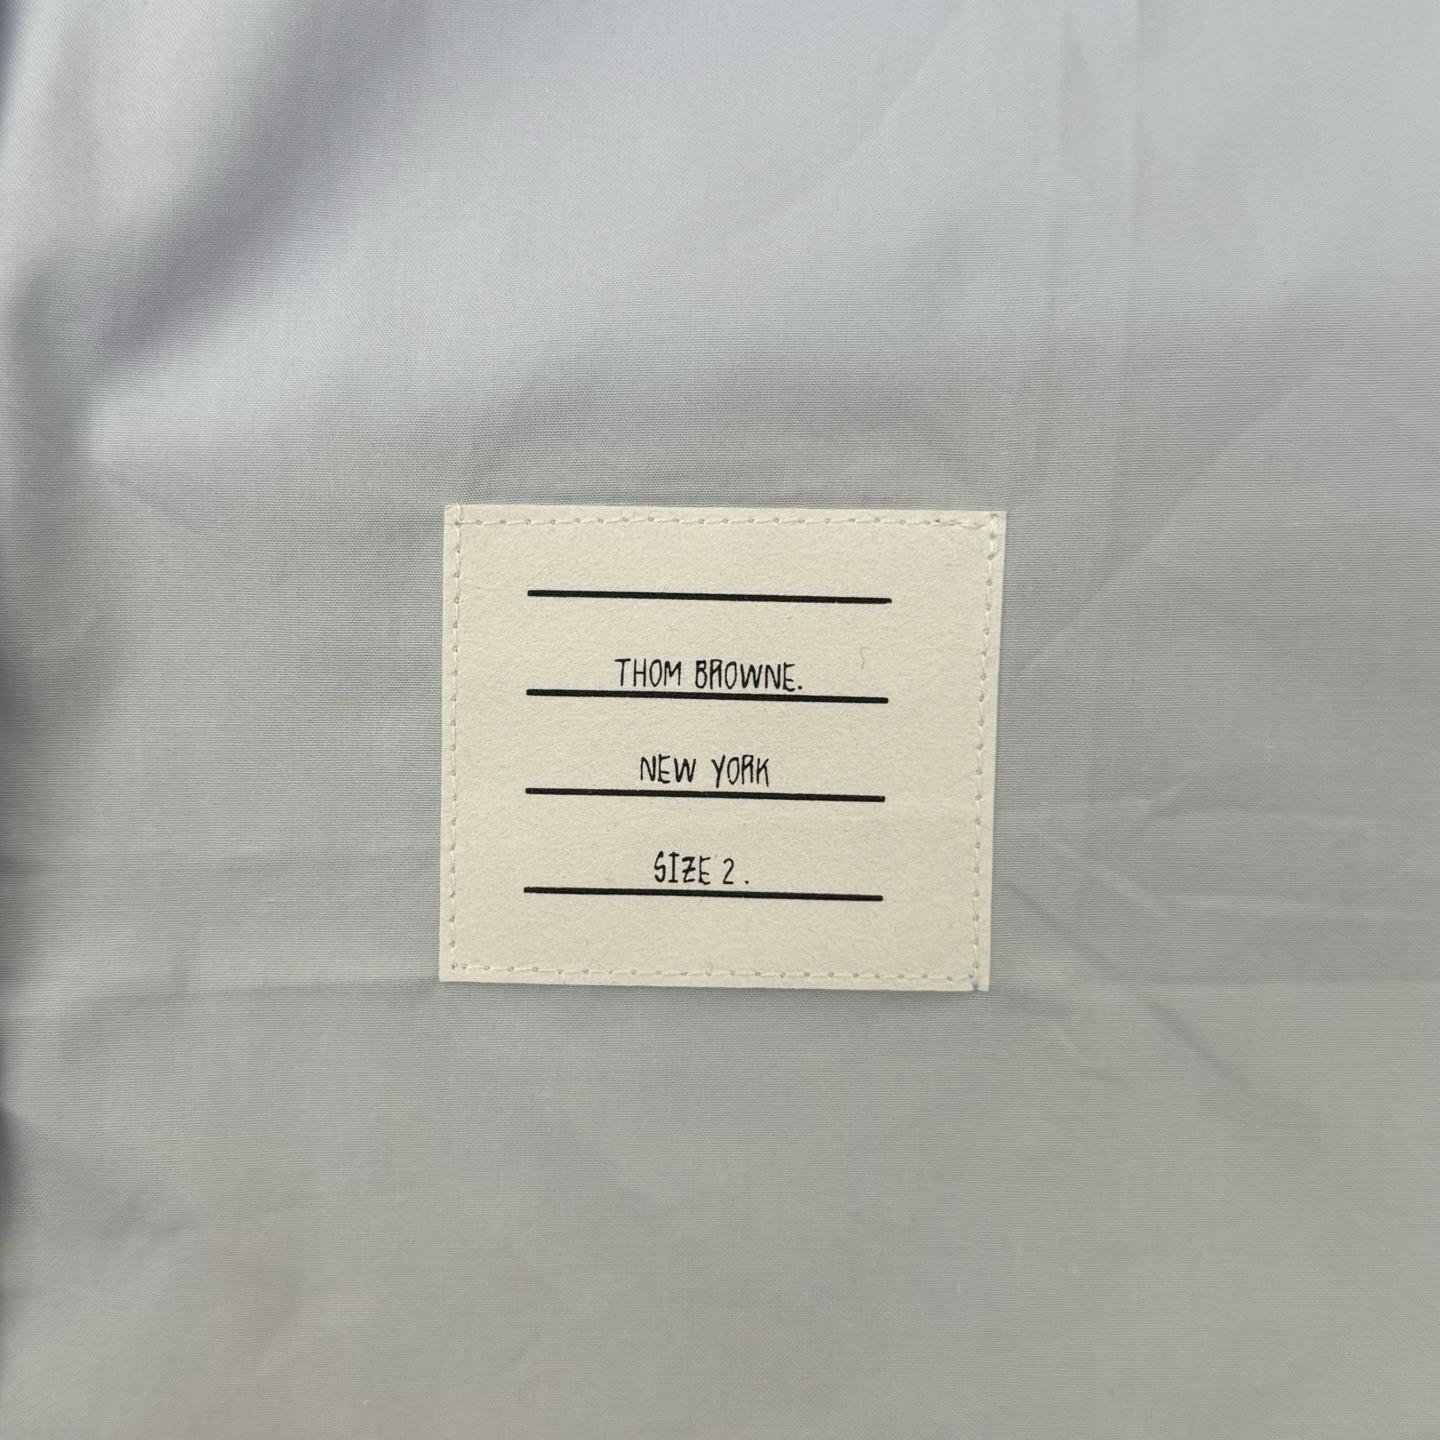 THOM BROWNE.
NEW YORK
SIZE 2.